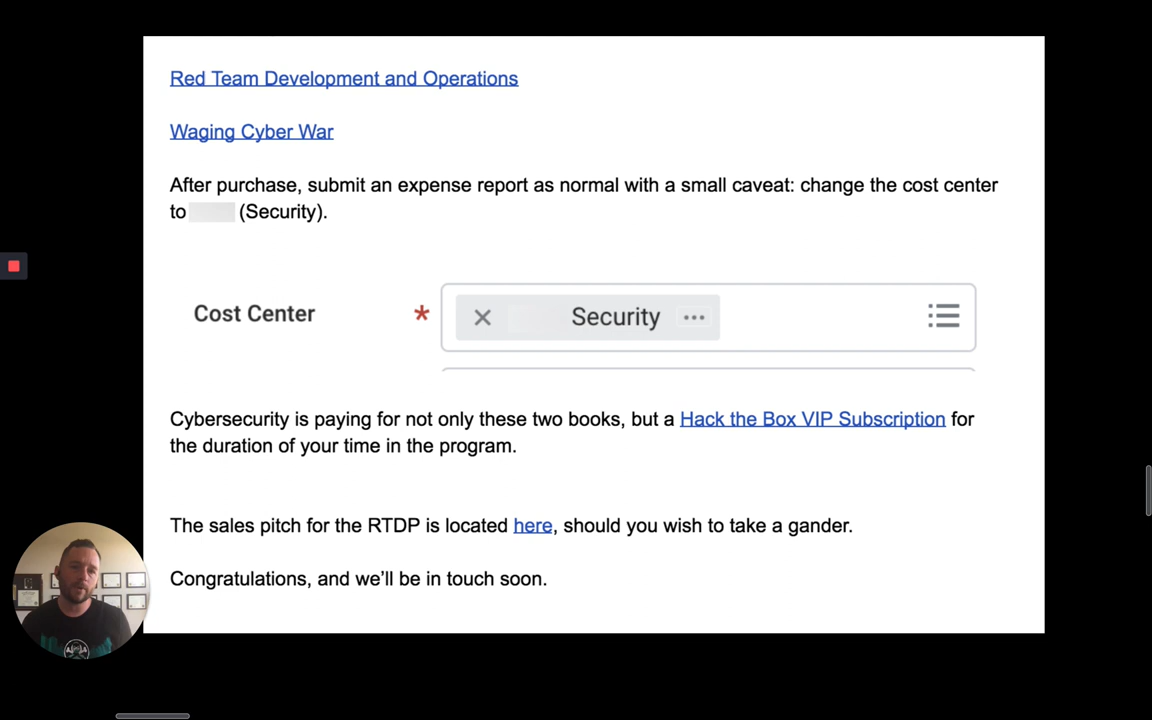 Red Team Development and Operations
Waging Cyber War
After purchase, submit an expense report as normal with a small caveat: change the cost center
to (Security).
Cost Center * Security
Cybersecurity is paying for not only these two books, but a Hack the Box VIP Subscription for
the duration of your time in the program.
The sales pitch for the RTDP is located here, should you wish to take a gander.
Congratulations, and we’ll be in touch soon.